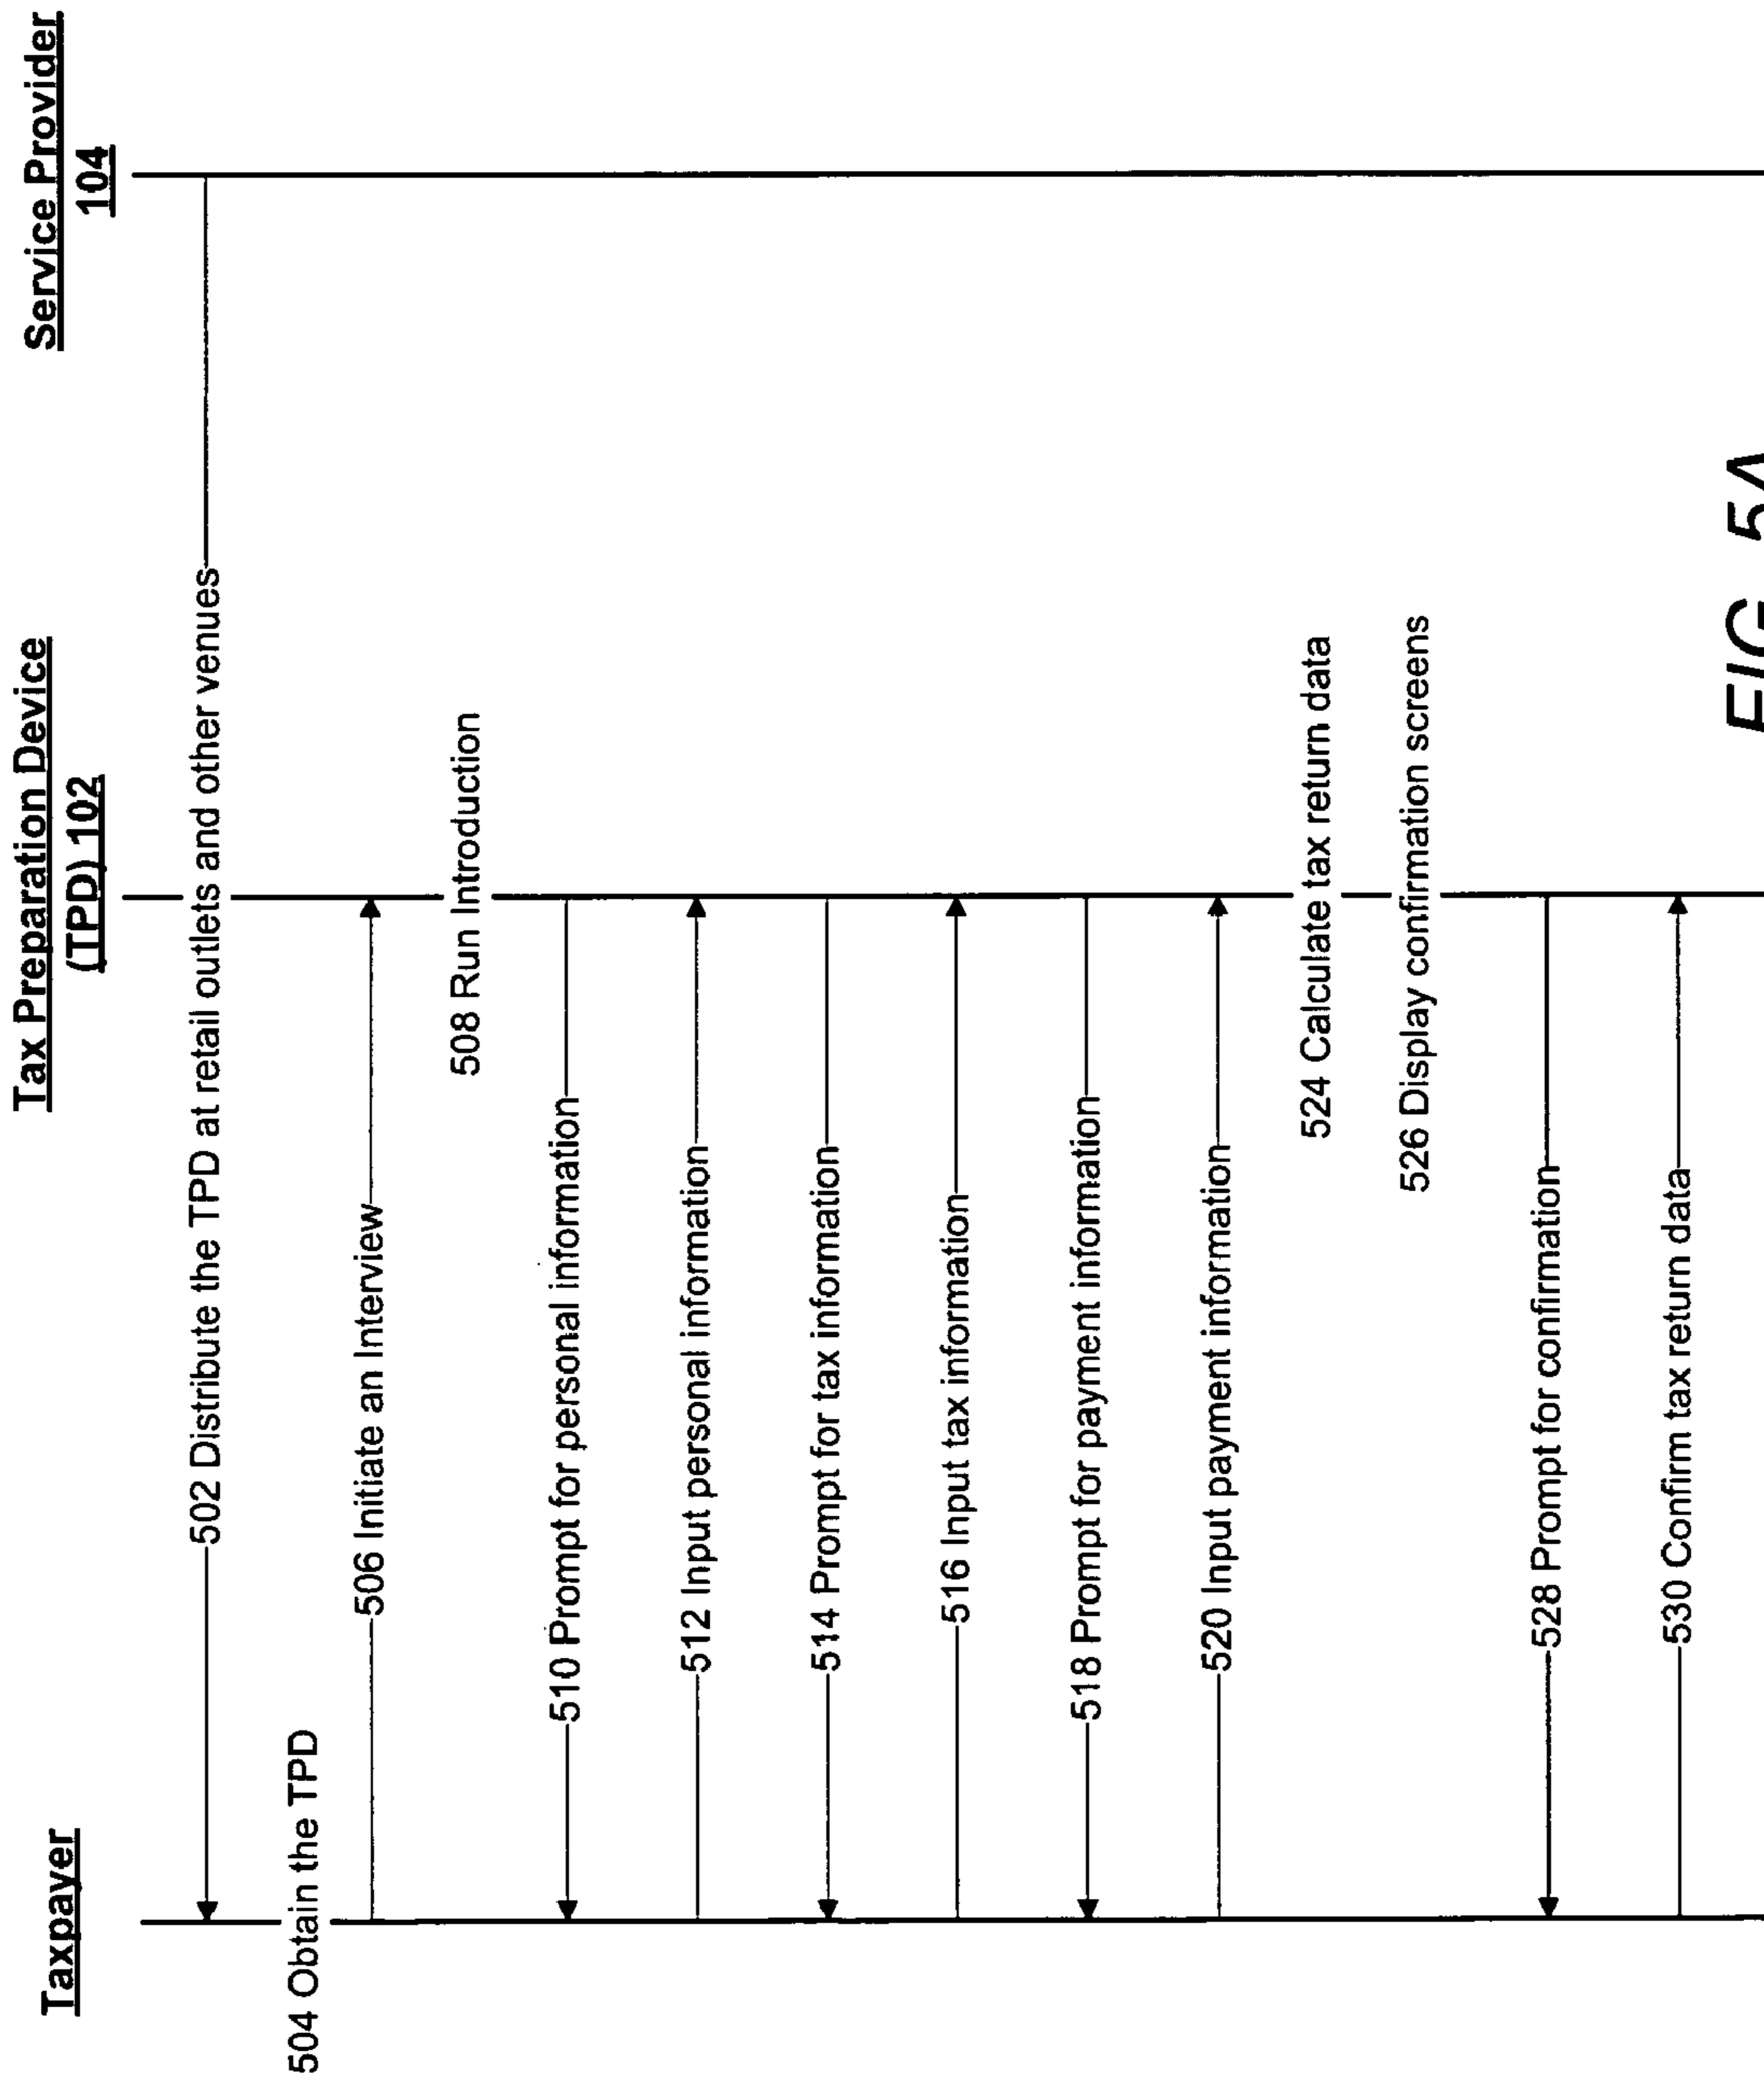 Taxpayer
Tax Preparation Device
(TPD) 102
Service Provider
104
502 Distribute the TPD at retail outlets and other venues
504 Obtain the TPD
506 Initiate an Interview
508 Run Introduction
510 Prompt for personal information
512 Input personal information
514 Prompt for tax information
516 Input tax information
518 Prompt for payment information
520 Input payment information
524 Calculate tax return data
526 Display confirmation screens
528 Prompt for confirmation
530 Confirm tax return data
FIG. 5A